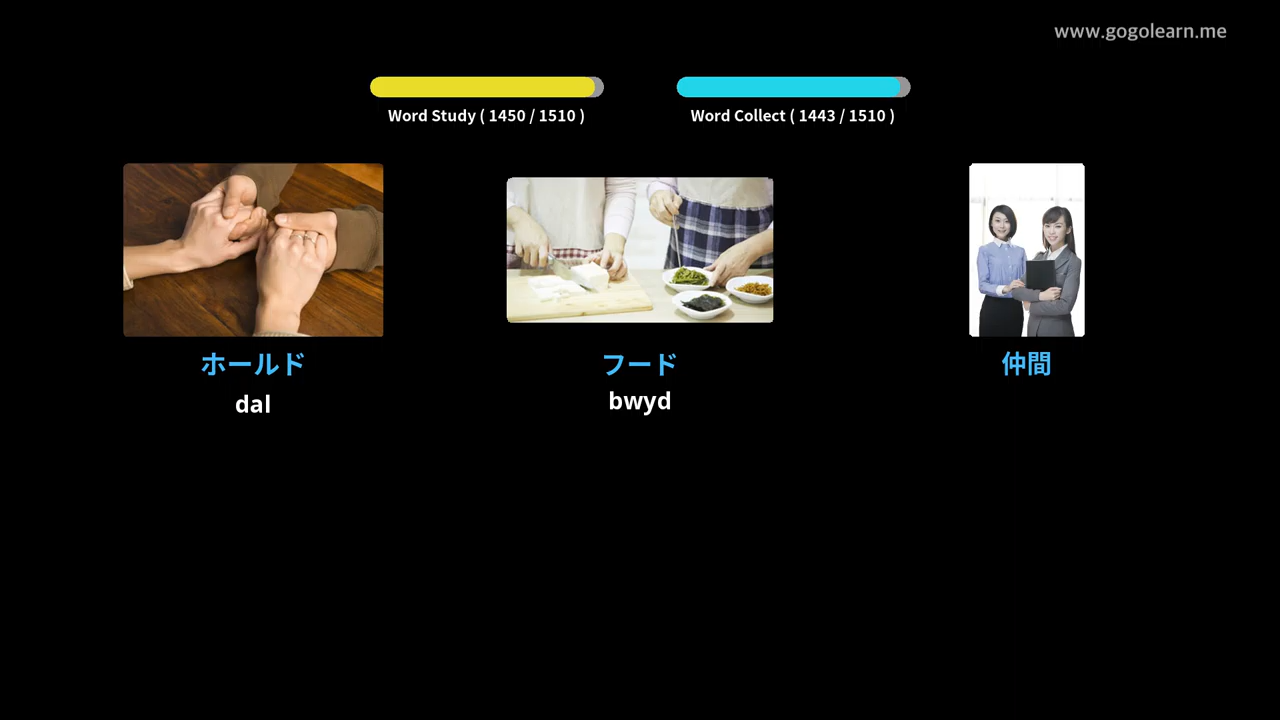 www.gogolearn.me
Word Study ( 1450 / 1510 )
Word Collect ( 1443 / 1510 )
ホールド
フード
仲間
dal
bwyd